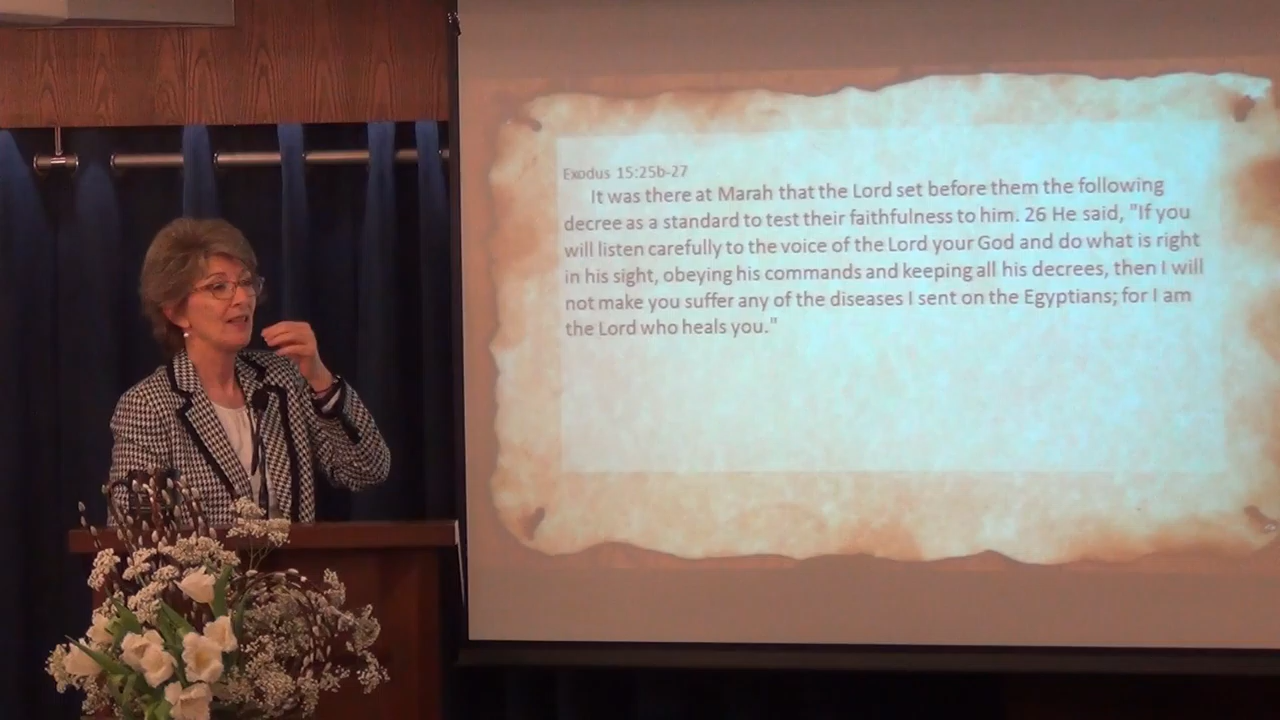 Exodus 15:25b-27
It was there at Marah that the Lord set before them the following
decree as a standard to test their faithfulness to him. 26 He said, "If you
will listen carefully to the voice of the Lord your God and do what is right
in his sight, obeying his commands and keeping all his decrees, then I will
not make you suffer any of the diseases I sent on the Egyptians; for I am
the Lord who heals you."